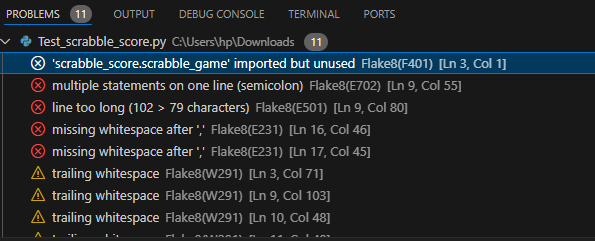 PROBLEMS 11 OUTPUT DEBUG CONSOLE TERMINAL PORTS
Test_scrabble_score.py C:\Users\hp\Downloads 11
'scrabble_score.scrabble_game' imported but unused Flake8(F401) [Ln 3, Col 1]
multiple statements on one line (semicolon) Flake8(E702) [Ln 9, Col 55]
line too long (102 > 79 characters) Flake8(E501) [Ln 9, Col 80]
missing whitespace after ',' Flake8(E231) [Ln 16, Col 46]
missing whitespace after ',' Flake8(E231) [Ln 17, Col 45]
trailing whitespace Flake8(W291) [Ln 3, Col 71]
trailing whitespace Flake8(W291) [Ln 9, Col 103]
trailing whitespace Flake8(W291) [Ln 10, Col 48]
trailing whitespace Flake8(W291)